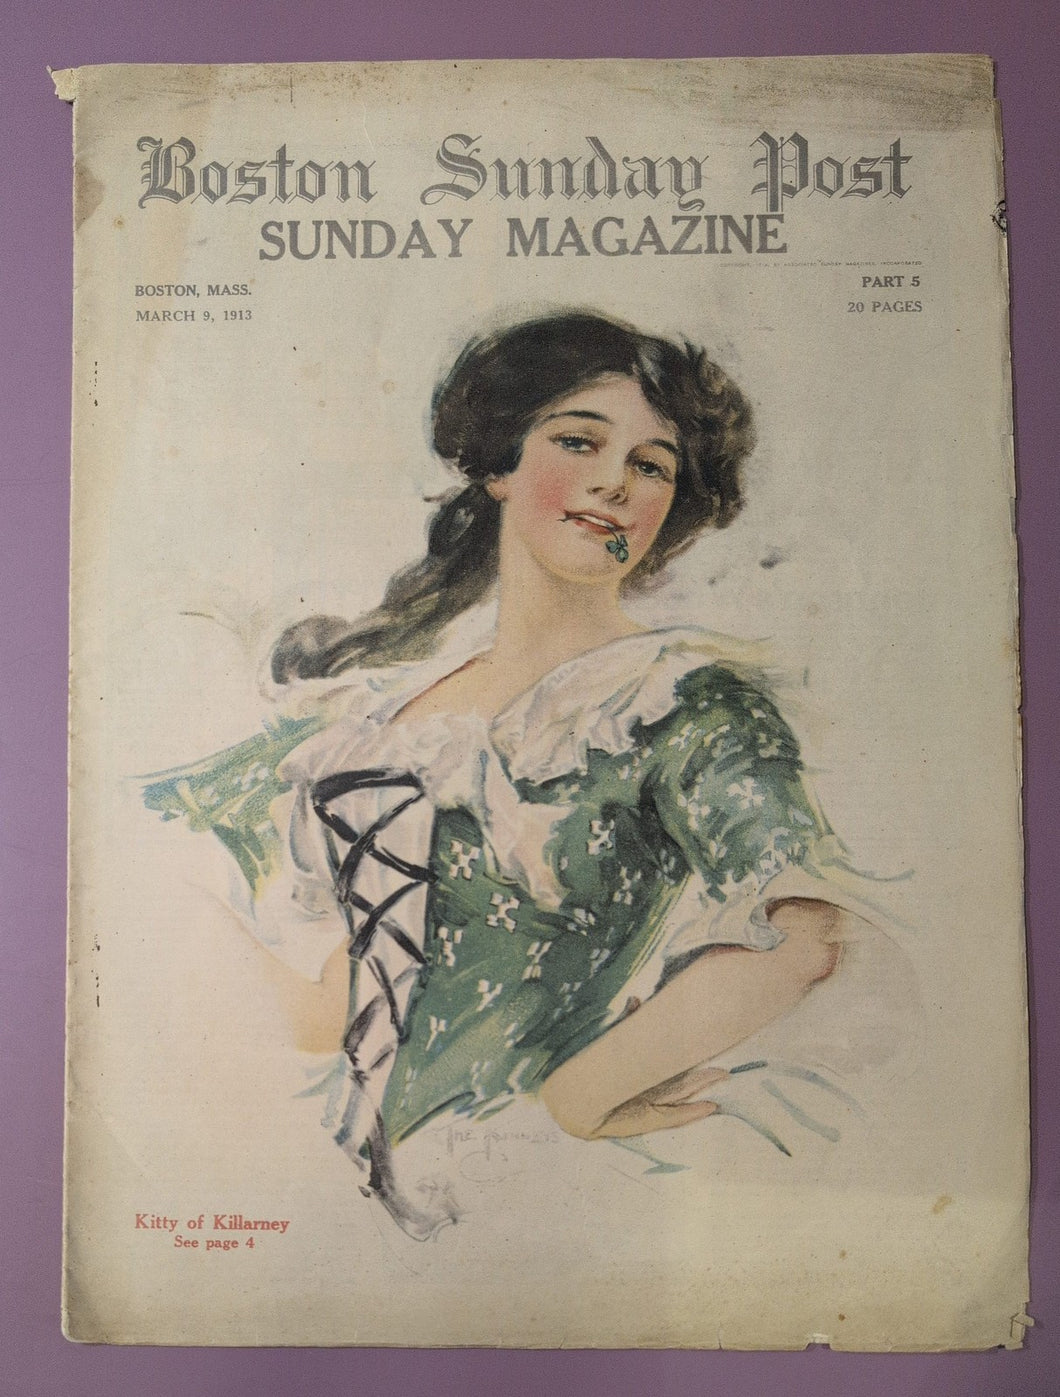 Boston Sunday Post
SUNDAY MAGAZINE
BOSTON, MASS.
MARCH 9, 1913
PART 5
20 PAGES
Kitty of Killarney
See page 4